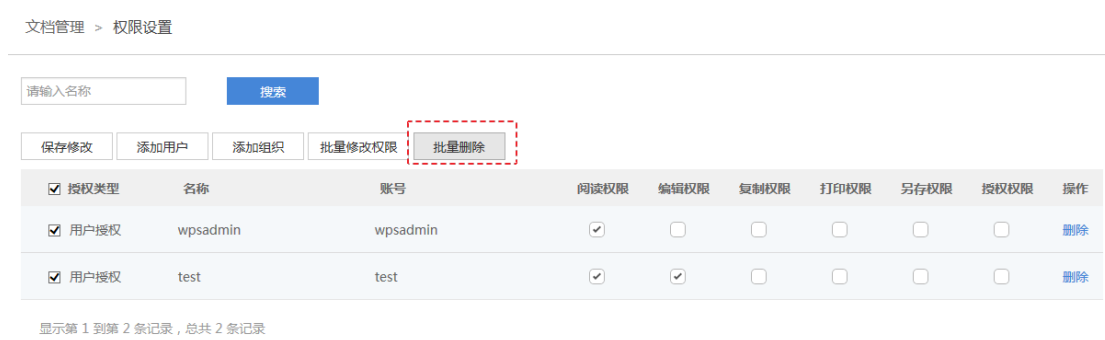 文档管理 > 权限设置
请输入名称 搜索
保存修改 添加用户 添加组织 批量修改权限 批量删除
授权类型 名称 账号 阅读权限 编辑权限 复制权限 打印权限 另存权限 授权权限 操作
用户授权 wpsadmin wpsadmin 删除
用户授权 test test 删除
显示第 1 到第 2 条记录，总共 2 条记录